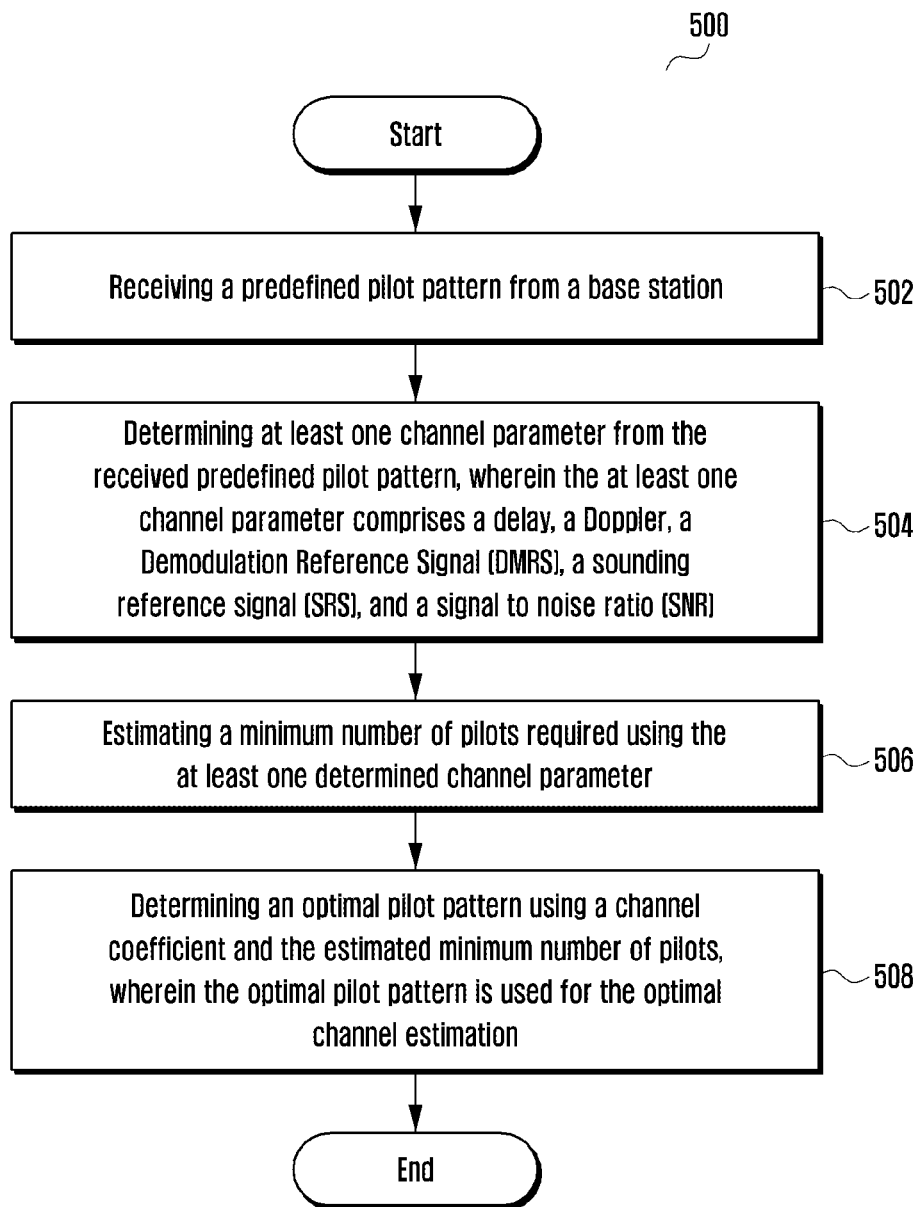 500
Start
Receiving a predefined pilot pattern from a base station
502
Determining at least one channel parameter from the
received predefined pilot pattern, wherein the at least one
channel parameter comprises a delay, a Doppler, a
Demodulation Reference Signal (DMRS), a sounding
reference signal (SRS), and a signal to noise ratio (SNR)
504
Estimating a minimum number of pilots required using the
at least one determined channel parameter
506
Determining an optimal pilot pattern using a channel
coefficient and the estimated minimum number of pilots,
wherein the optimal pilot pattern is used for the optimal
channel estimation
508
End